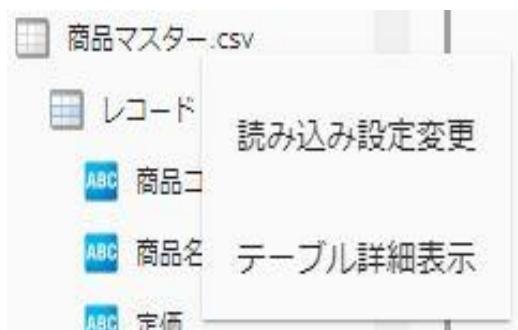 商品マスター.csv
レコード
読み込み設定変更
ABC 商品コ
ABC 商品名
テーブル詳細表示
ABC 定価